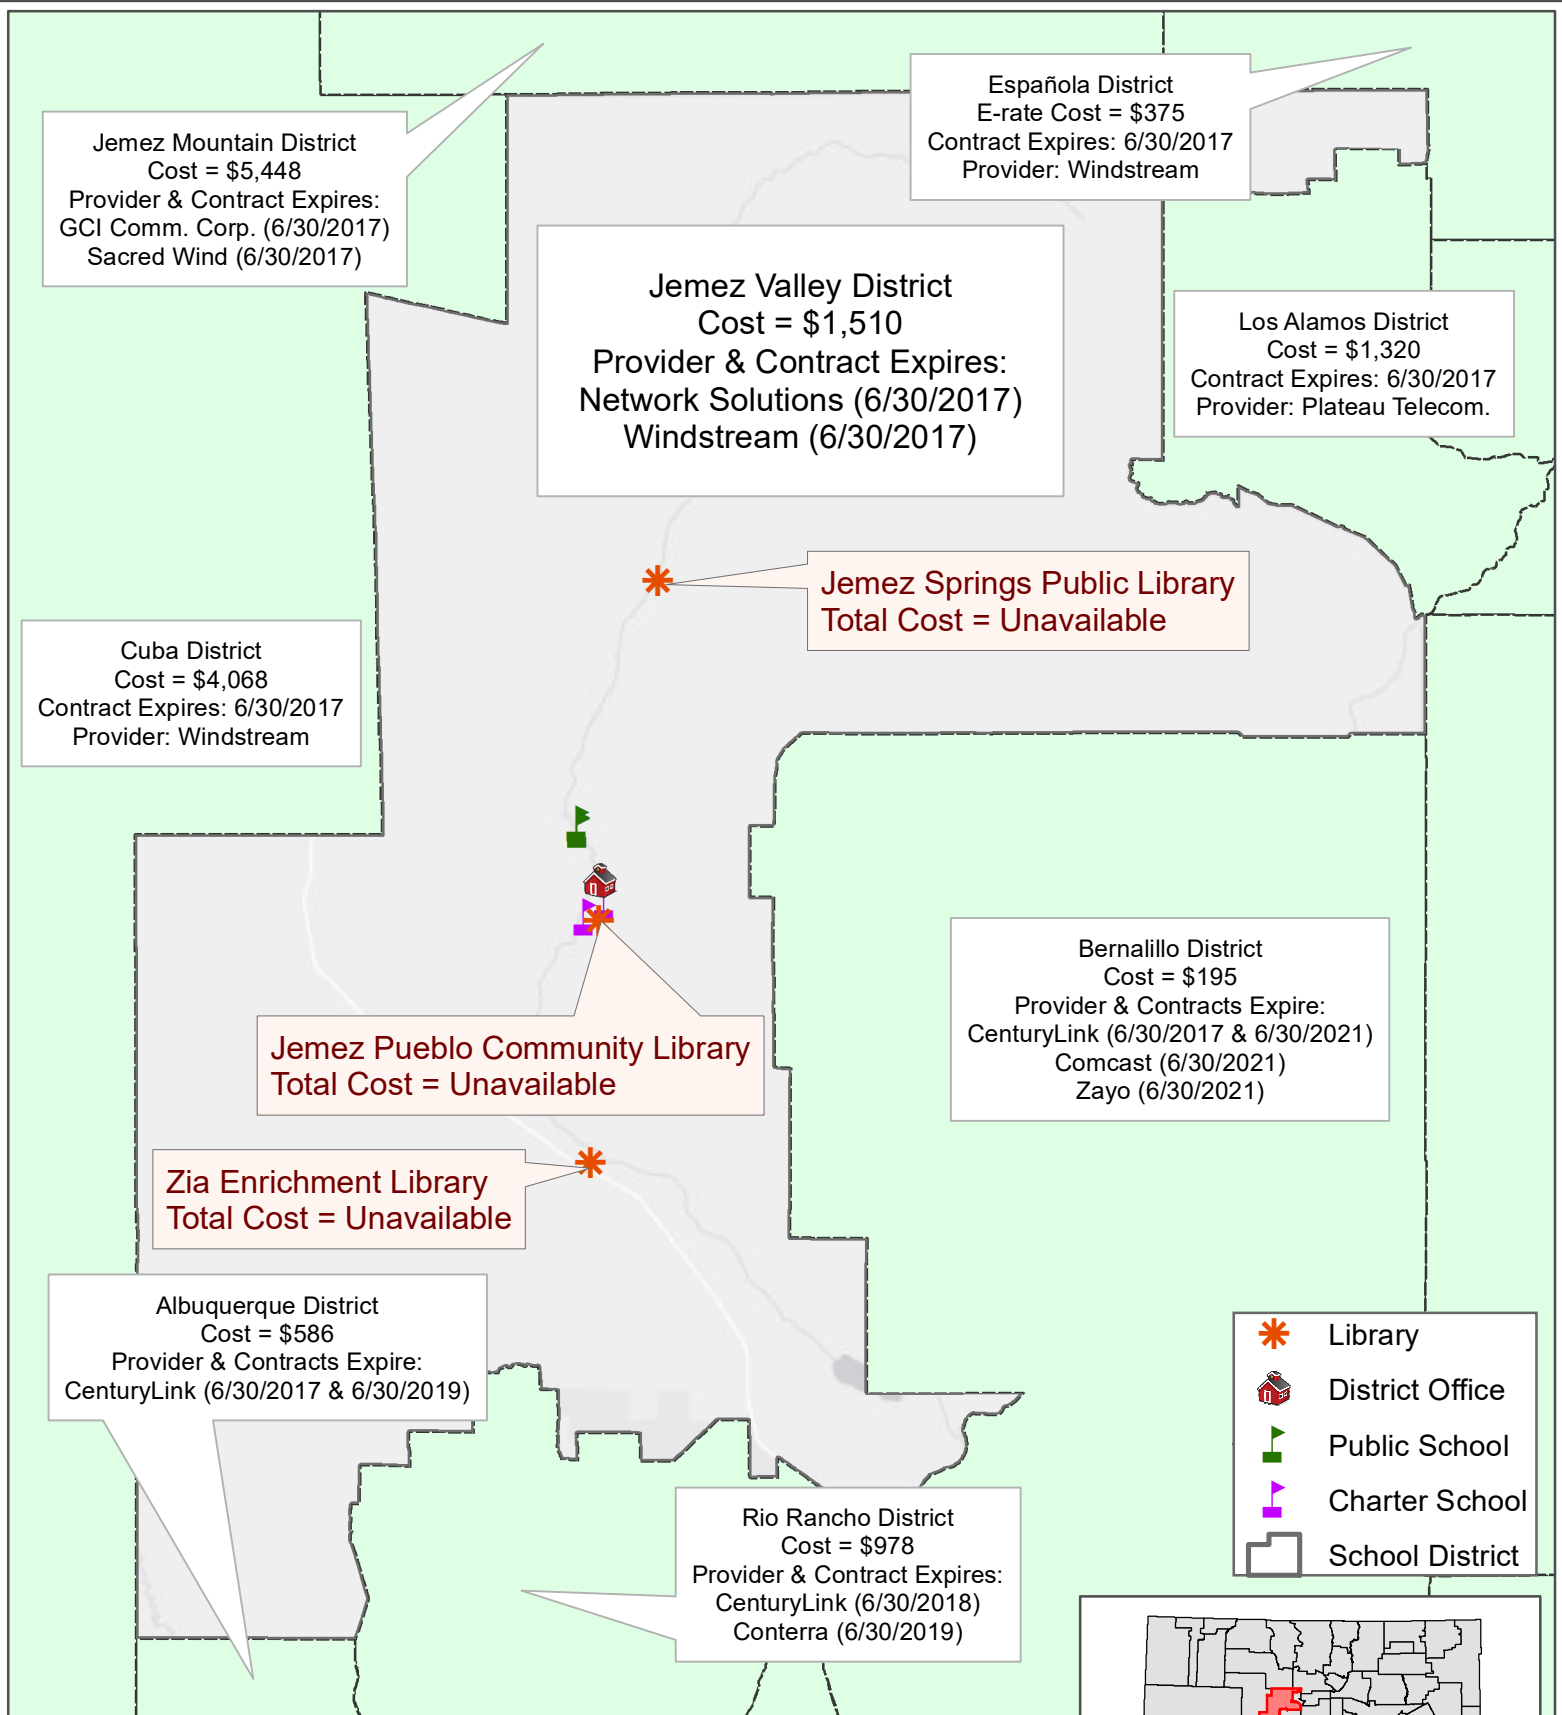 Española District
E-rate Cost = $375
Contract Expires: 6/30/2017
Provider: Windstream
Jemez Mountain District
Cost = $5,448
Provider & Contract Expires:
GCI Comm. Corp. (6/30/2017)
Sacred Wind (6/30/2017)
Jemez Valley District
Cost = $1,510
Provider & Contract Expires:
Network Solutions (6/30/2017)
Windstream (6/30/2017)
Los Alamos District
Cost = $1,320
Contract Expires: 6/30/2017
Provider: Plateau Telecom.
Jemez Springs Public Library
Total Cost = Unavailable
Cuba District
Cost = $4,068
Contract Expires: 6/30/2017
Provider: Windstream
Bernalillo District
Cost = $195
Provider & Contracts Expire:
CenturyLink (6/30/2017 & 6/30/2021)
Comcast (6/30/2021)
Zayo (6/30/2021)
Jemez Pueblo Community Library
Total Cost = Unavailable
Zia Enrichment Library
Total Cost = Unavailable
Albuquerque District
Cost = $586
Provider & Contracts Expire:
CenturyLink (6/30/2017 & 6/30/2019)
Library
District Office
Public School
Charter School
School District
Rio Rancho District
Cost = $978
Provider & Contract Expires:
CenturyLink (6/30/2018)
Conterra (6/30/2019)